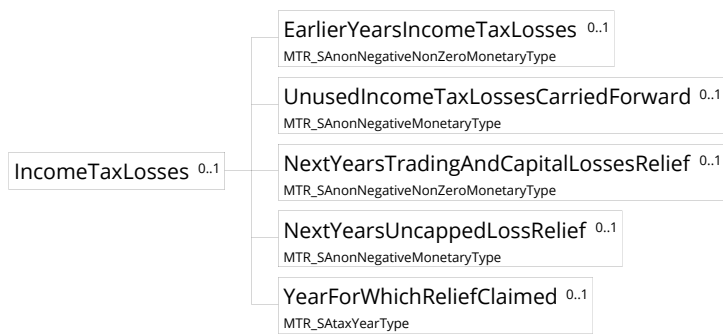 EarlierYearsIncomeTaxLosses 0..1
MTR_SAnonNegativeNonZeroMonetaryType
UnusedIncomeTaxLossesCarriedForward 0..1
MTR_SAnonNegativeMonetaryType
IncomeTaxLosses 0..1
NextYearsTradingAndCapitalLossesRelief 0..1
MTR_SAnonNegativeNonZeroMonetaryType
NextYearsUncappedLossRelief 0..1
MTR_SAnonNegativeMonetaryType
YearForWhichReliefClaimed 0..1
MTR_SAtaxYearType